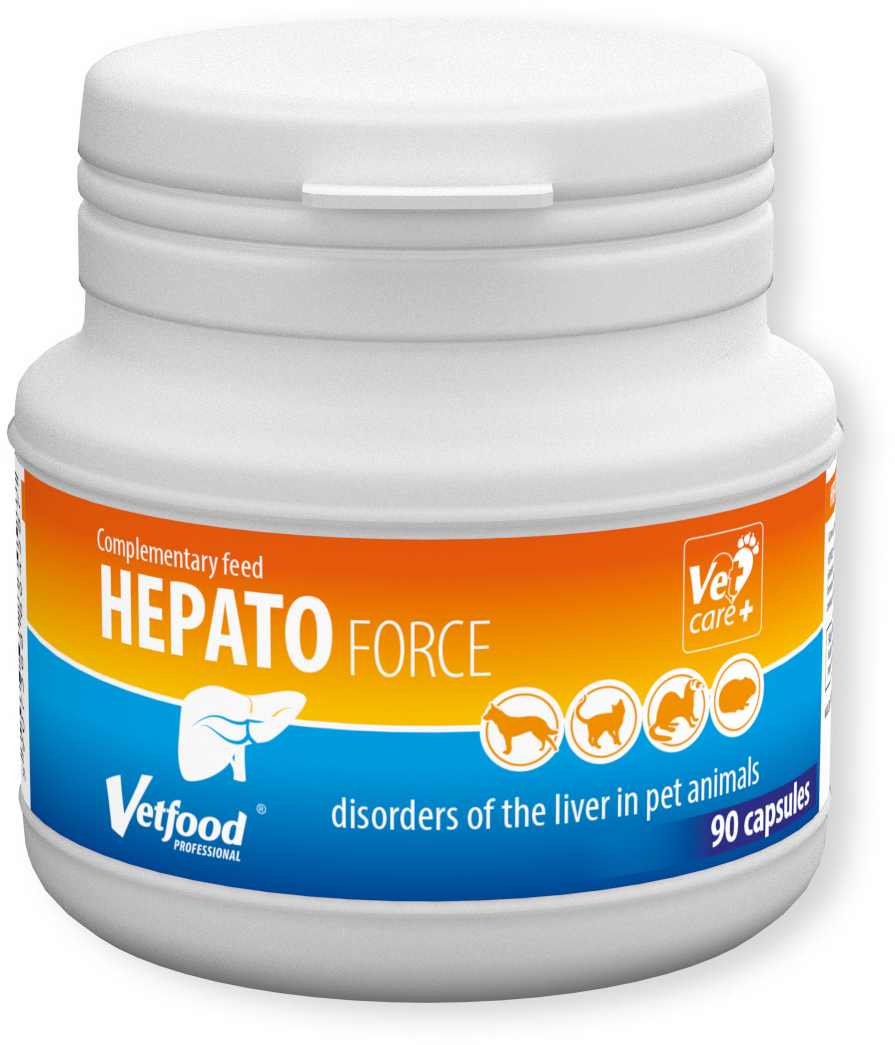 Complementary feed
HEPATO FORCE
Vet
care +
Vetfood ®
PROFESSIONAL
disorders of the liver in pet animals
90 capsules